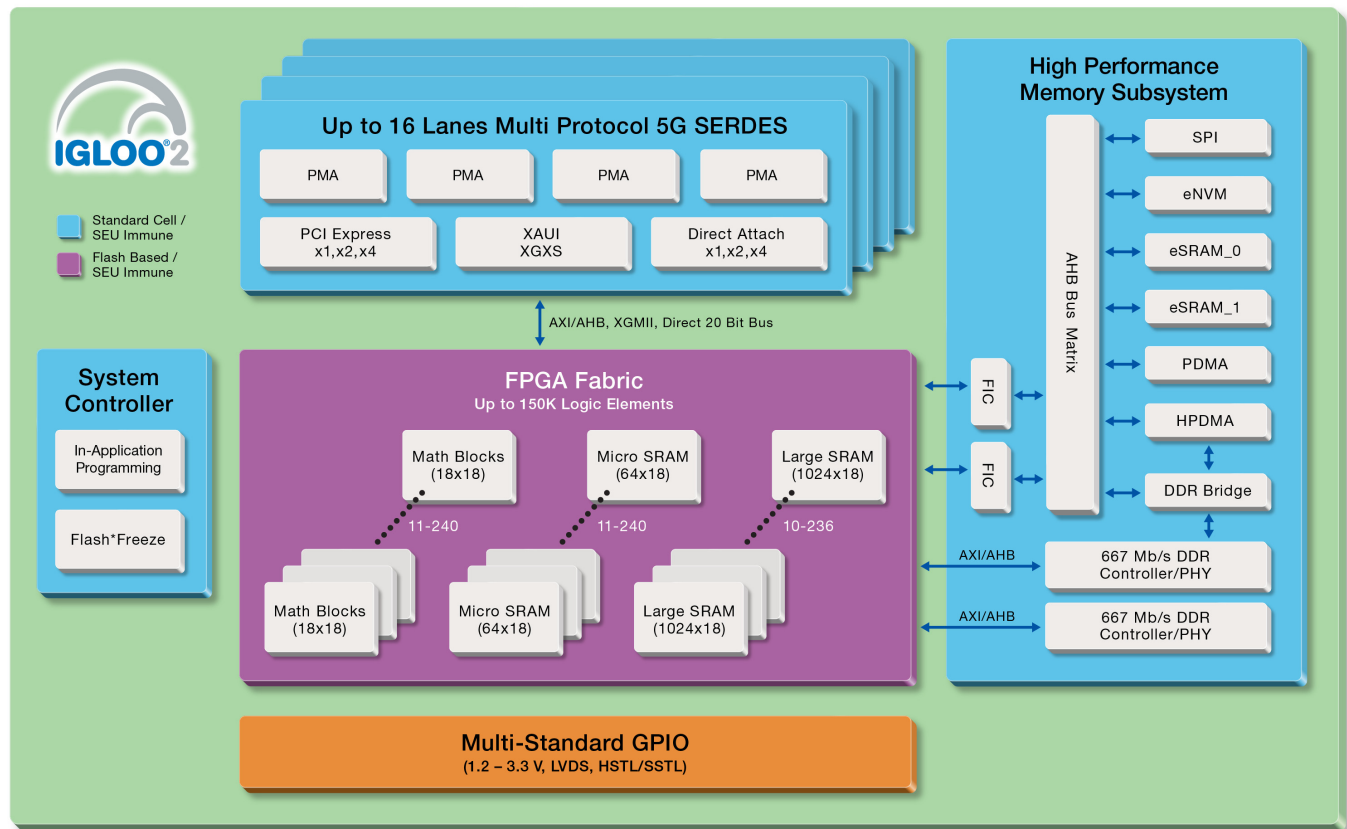 IGLOO®2
Standard Cell /
SEU Immune
Flash Based /
SEU Immune
Up to 16 Lanes Multi Protocol 5G SERDES
PMA
PMA
PMA
PMA
PCI Express
x1,x2,x4
XAUI
XGXS
Direct Attach
x1,x2,x4
AXI/AHB, XGMII, Direct 20 Bit Bus
System
Controller
In-Application
Programming
Flash*Freeze
FPGA Fabric
Up to 150K Logic Elements
Math Blocks
(18x18)
Micro SRAM
(64x18)
Large SRAM
(1024x18)
11-240
11-240
10-236
Math Blocks
(18x18)
Micro SRAM
(64x18)
Large SRAM
(1024x18)
High Performance
Memory Subsystem
AHB Bus Matrix
SPI
eNVM
eSRAM_0
eSRAM_1
PDMA
HPDMA
DDR Bridge
FIC
FIC
AXI/AHB
667 Mb/s DDR
Controller/PHY
AXI/AHB
667 Mb/s DDR
Controller/PHY
Multi-Standard GPIO
(1.2 – 3.3 V, LVDS, HSTL/SSTL)